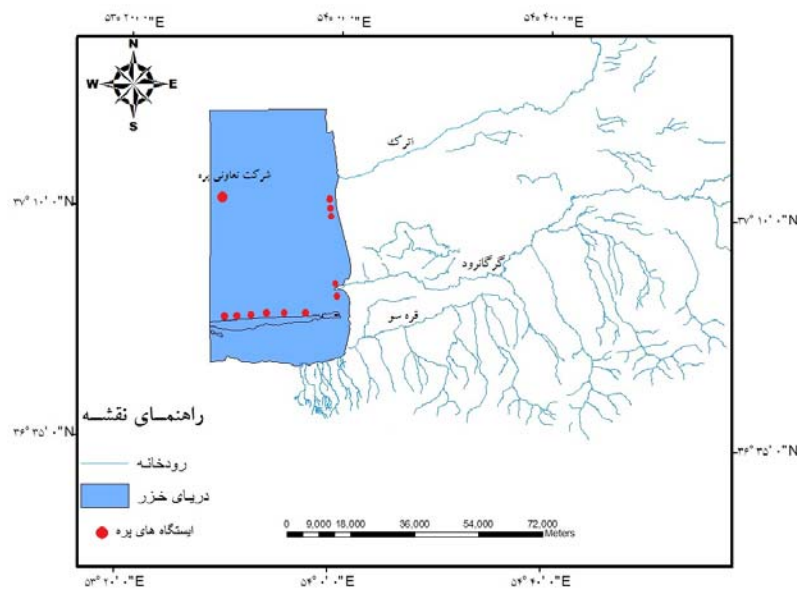 ۵۳° ۲۰' ۰"E
۵۴° ۰' ۰"E
۵۴° ۴۰' ۰"E
N
W E
S
اترک
شرکت تعاونی پره
۳۷° ۱۰' ۰"N
۳۷° ۱۰' ۰"N
گرگانرود
قره سو
راهنمای نقشه
۳۶° ۳۵' ۰"N
۳۶° ۳۵' ۰"N
رودخانه
دریای خزر
ایستگاه های پره
0 9,000 18,000 36,000 54,000 72,000
Meters
۵۳° ۲۰' ۰"E
۵۴° ۰' ۰"E
۵۴° ۴۰' ۰"E